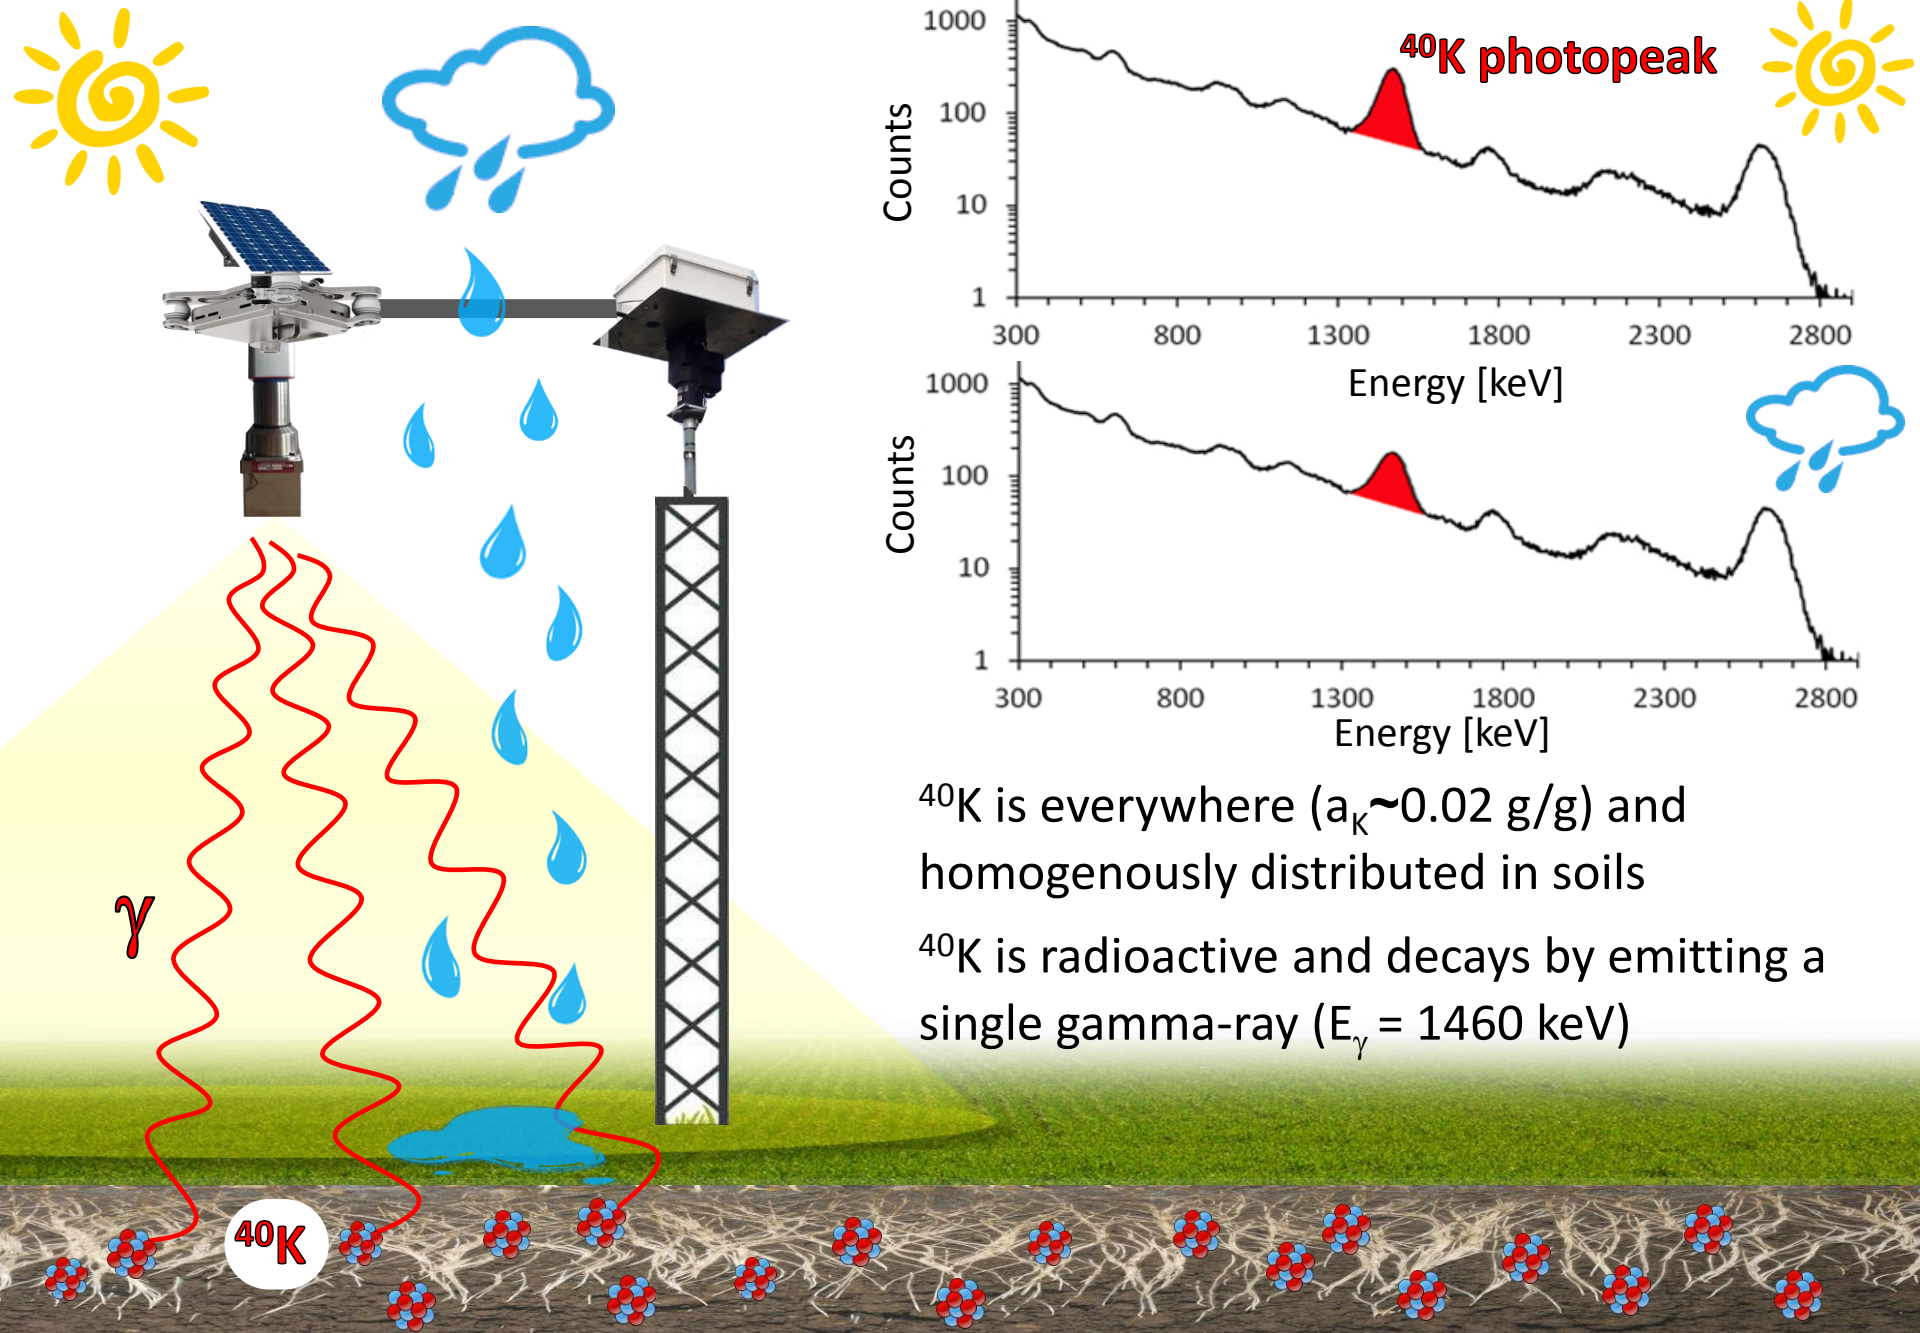 ⁴⁰K photopeak
1000
100
10
1
Counts
300 800 1300 1800 2300 2800
Energy [keV]
1000
100
10
1
Counts
300 800 1300 1800 2300 2800
Energy [keV]
⁴⁰K is everywhere (aK~0.02 g/g) and
homogenously distributed in soils
⁴⁰K is radioactive and decays by emitting a
single gamma-ray (Eγ = 1460 keV)
γ
⁴⁰K